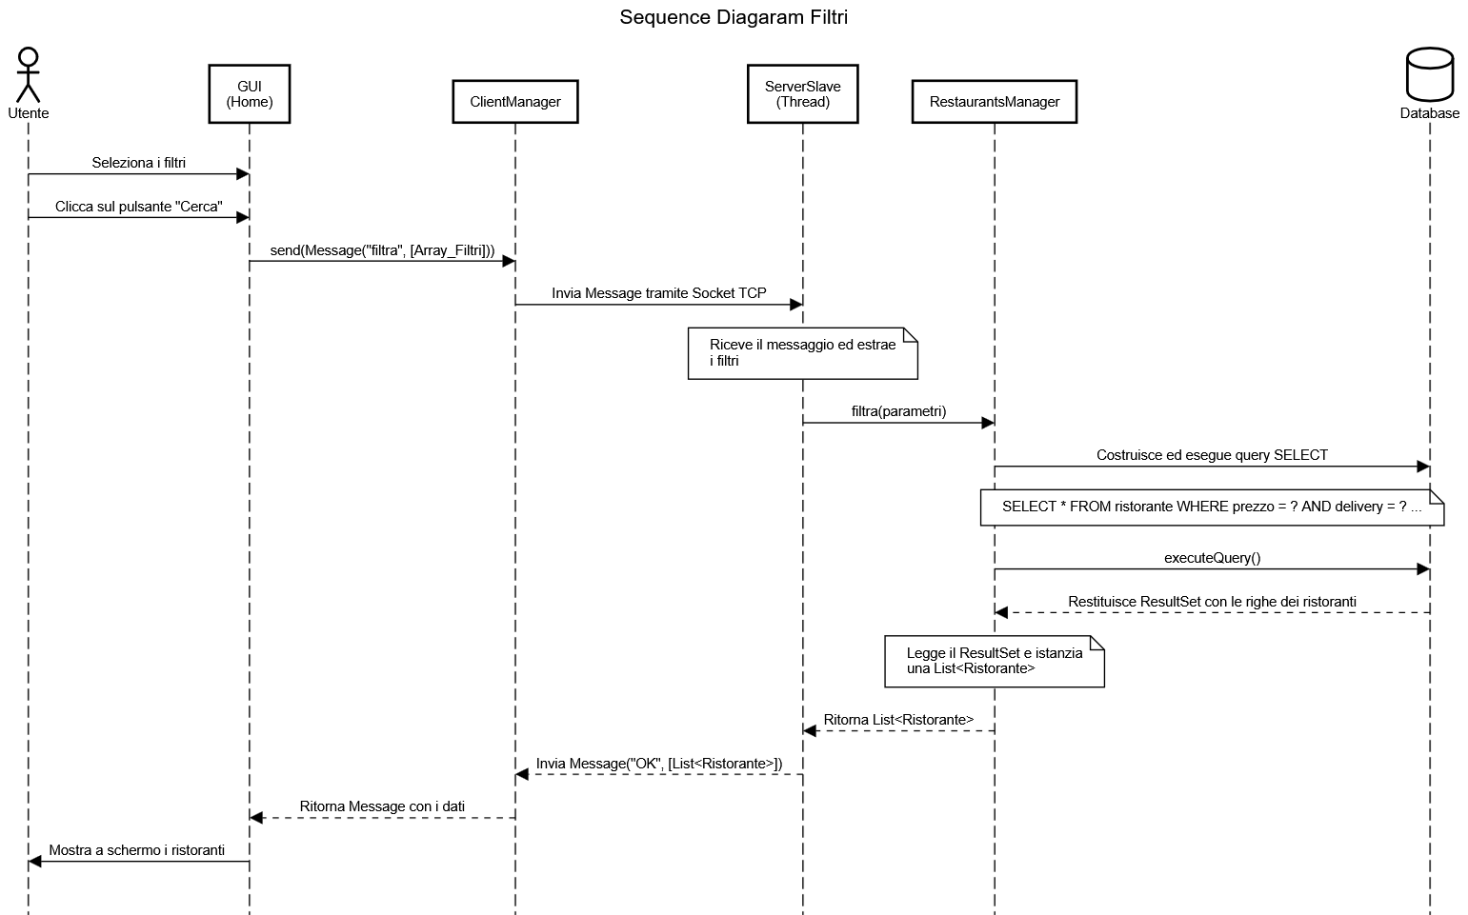 Sequence Diagaram Filtri
Utente
GUI
(Home)
ClientManager
ServerSlave
(Thread)
RestaurantsManager
Database
Seleziona i filtri
Clicca sul pulsante "Cerca"
send(Message("filtra", [Array_Filtri]))
Invia Message tramite Socket TCP
Riceve il messaggio ed estrae
i filtri
filtra(parametri)
Costruisce ed esegue query SELECT
SELECT * FROM ristorante WHERE prezzo = ? AND delivery = ? ...
executeQuery()
Restituisce ResultSet con le righe dei ristoranti
Legge il ResultSet e istanzia
una List<Ristorante>
Ritorna List<Ristorante>
Invia Message("OK", [List<Ristorante>])
Ritorna Message con i dati
Mostra a schermo i ristoranti